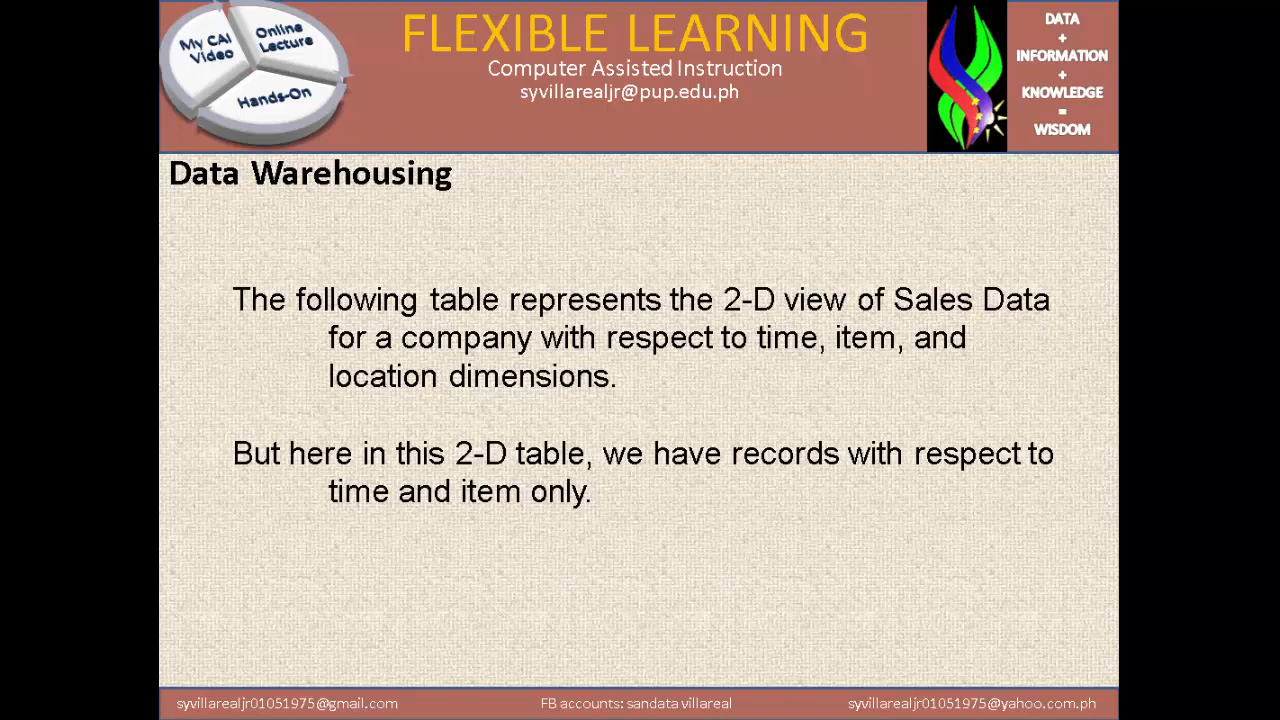 My CAI
Video
Online
Lecture
Hands-On
FLEXIBLE LEARNING
Computer Assisted Instruction
syvillarealjr@pup.edu.ph
DATA
+
INFORMATION
+
KNOWLEDGE
=
WISDOM
Data Warehousing
The following table represents the 2-D view of Sales Data
for a company with respect to time, item, and
location dimensions.
But here in this 2-D table, we have records with respect to
time and item only.
syvillarealjr01051975@gmail.com
FB accounts: sandata villareal
syvillarealjr01051975@yahoo.com.ph